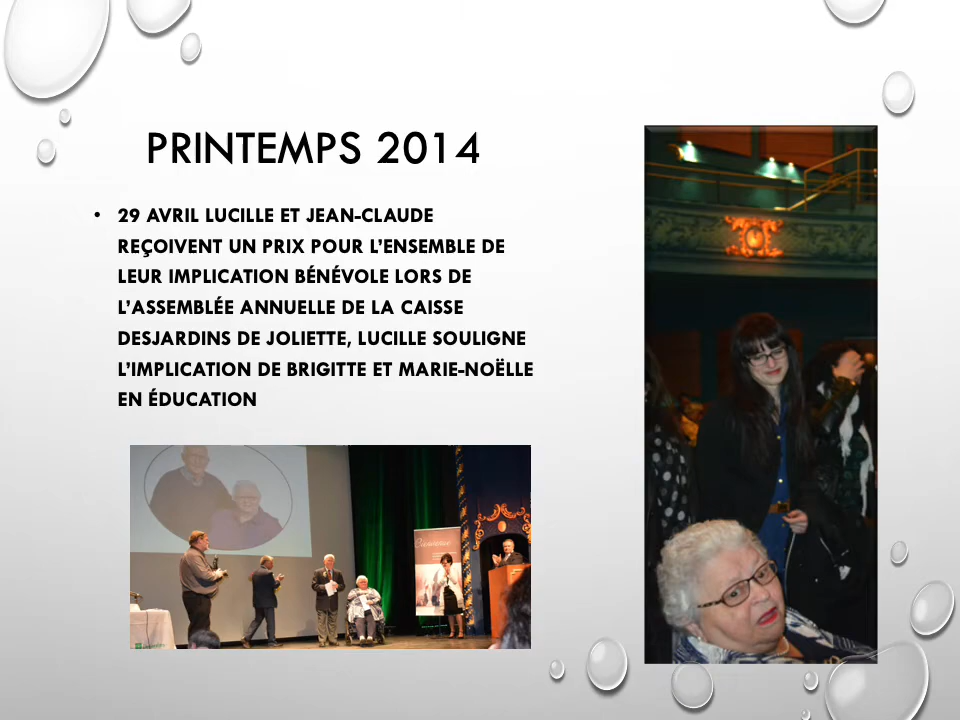 PRINTEMPS 2014
• 29 AVRIL LUCILLE ET JEAN-CLAUDE
REÇOIVENT UN PRIX POUR L'ENSEMBLE DE
LEUR IMPLICATION BÉNÉVOLE LORS DE
L'ASSEMBLÉE ANNUELLE DE LA CAISSE
DESJARDINS DE JOLIETTE, LUCILLE SOULIGNE
L'IMPLICATION DE BRIGITTE ET MARIE-NOËLLE
EN ÉDUCATION